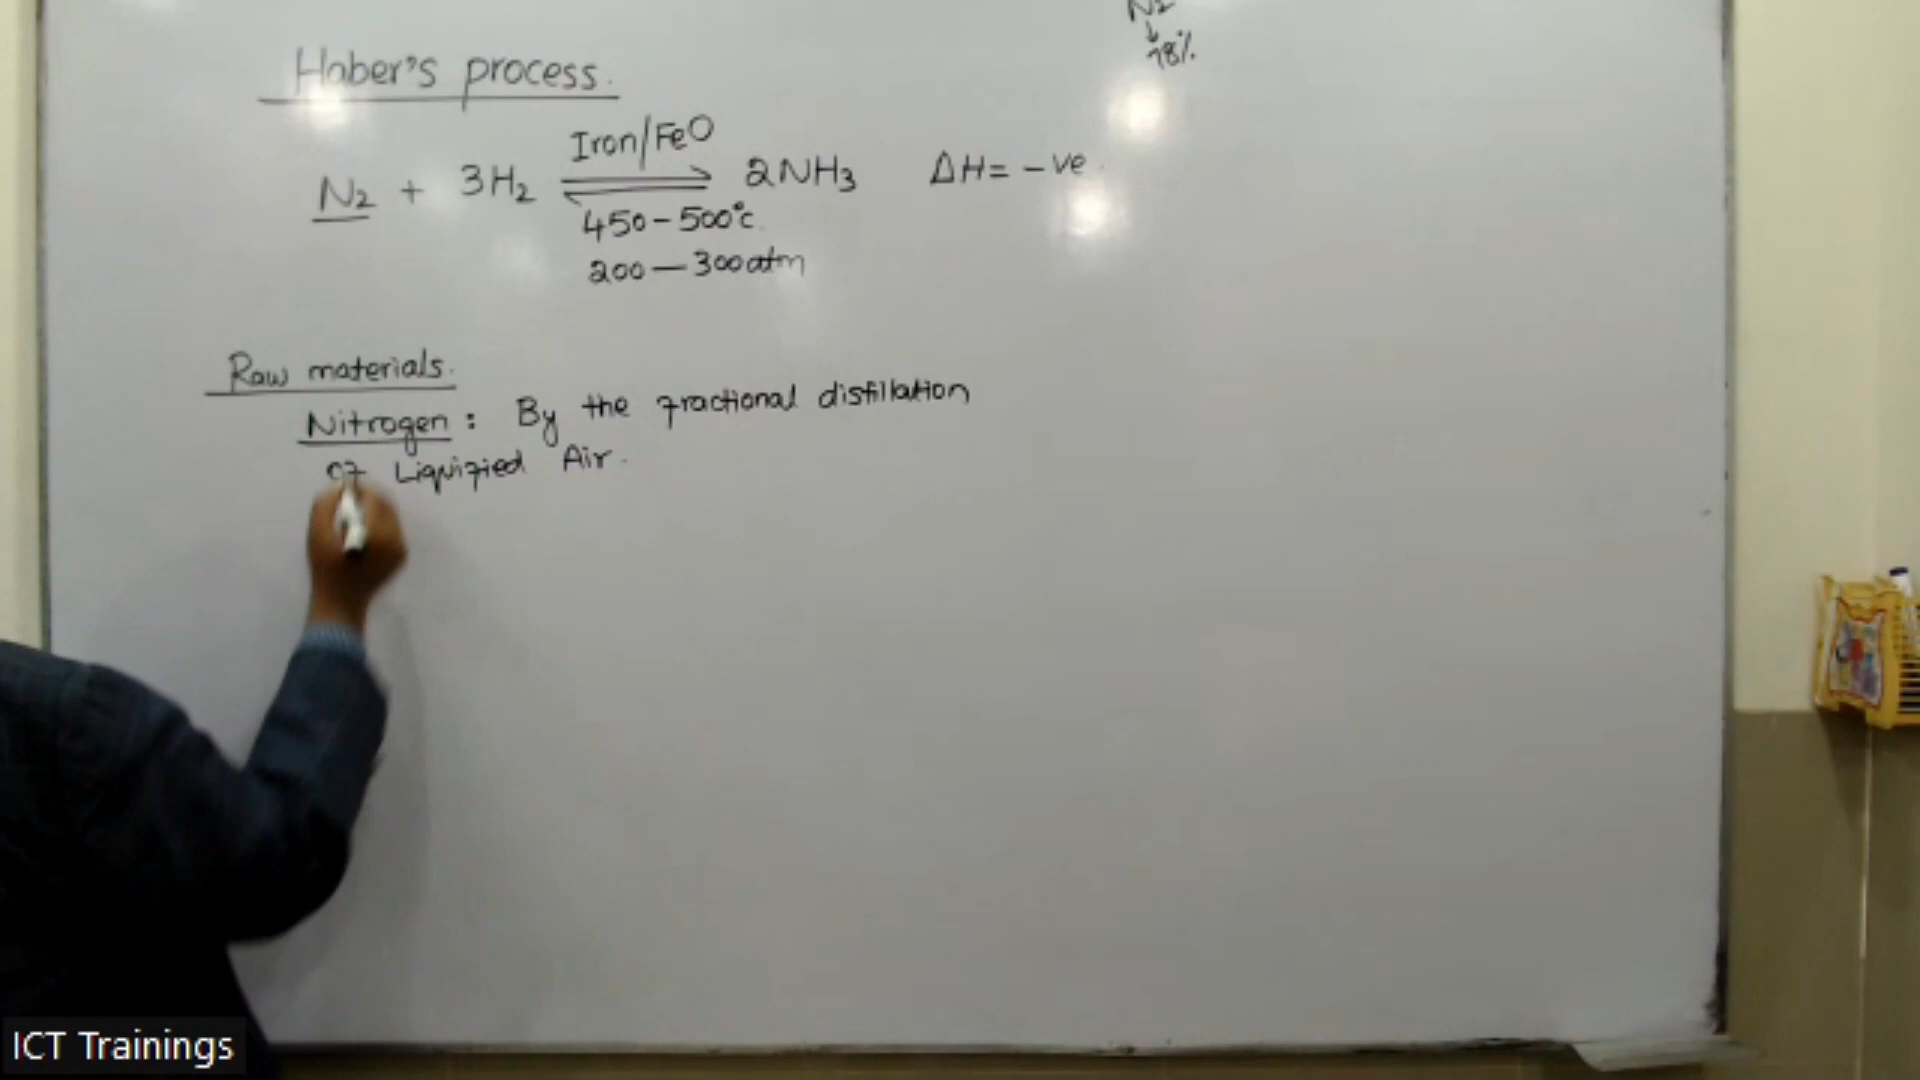 N2
↓
78%
Haber's process.
Iron/FeO
N2 + 3H2 ⇌ 2NH3 ΔH = -ve
450-500°C
200-300atm
Raw materials.
Nitrogen: By the fractional distillation
of Liquified Air.
ICT Trainings